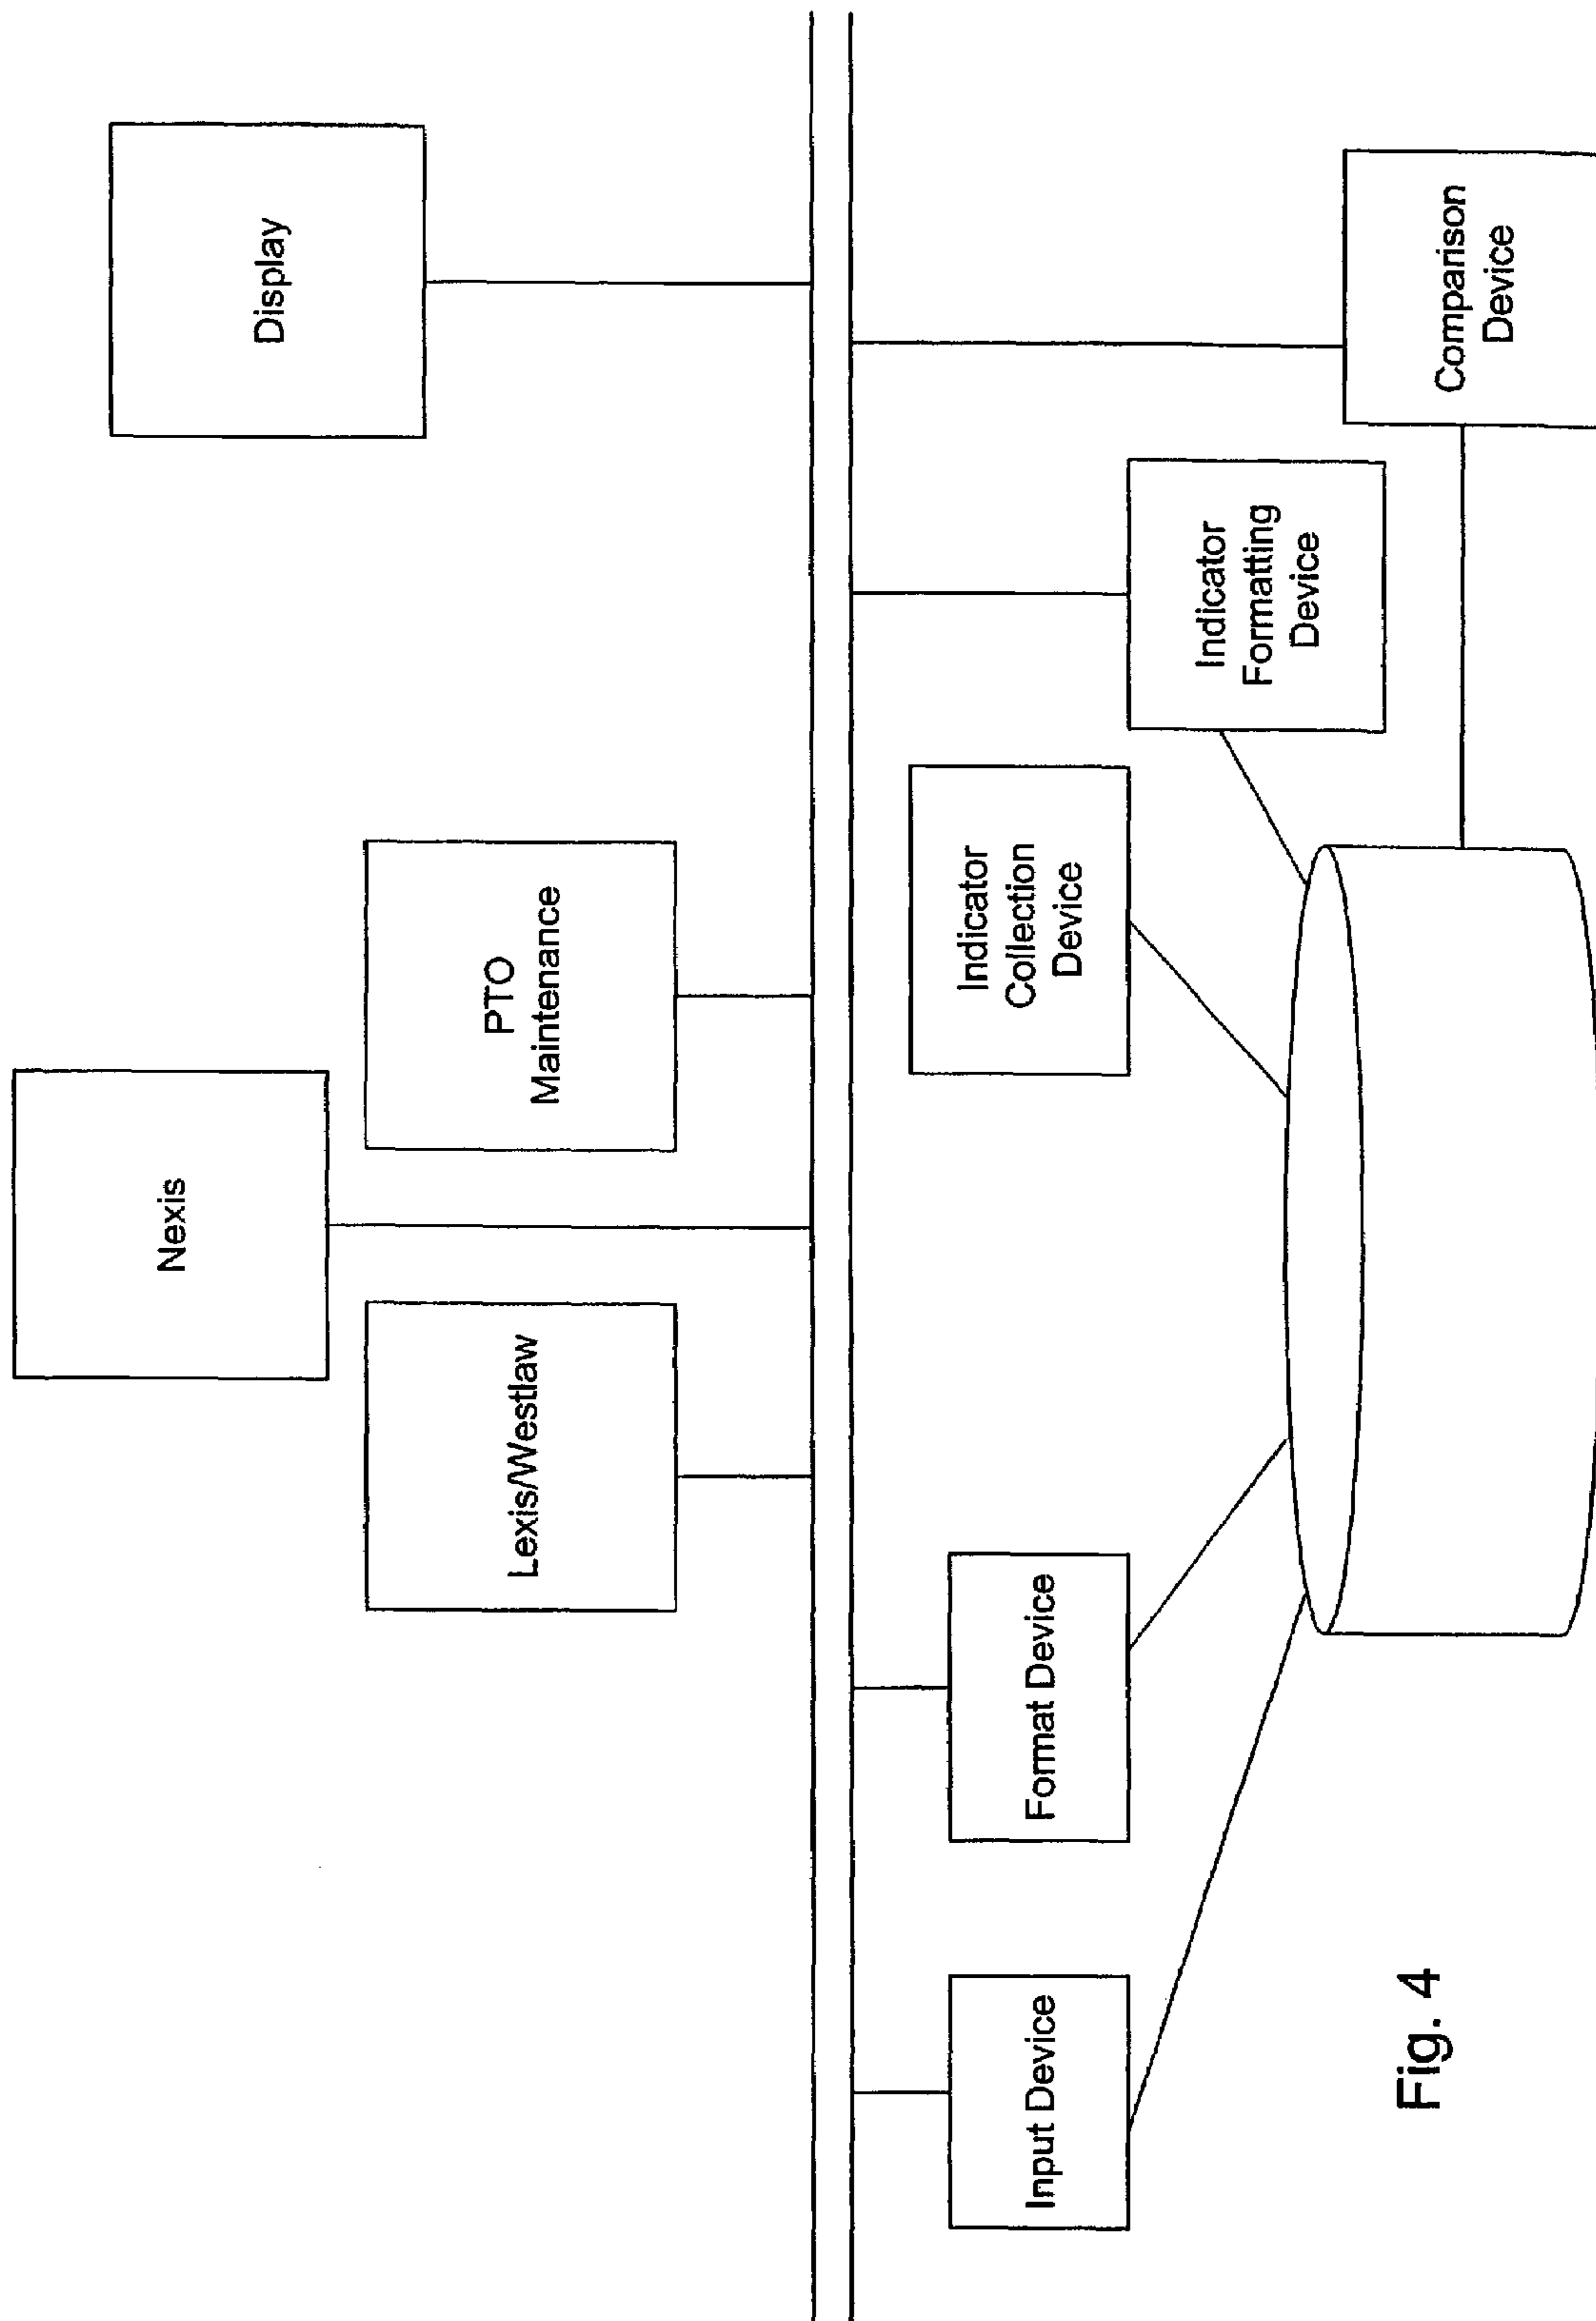 Nexis
Lexis/Westlaw
PTO
Maintenance
Display
Input Device
Format Device
Indicator
Collection
Device
Indicator
Formatting
Device
Comparison
Device
Fig. 4